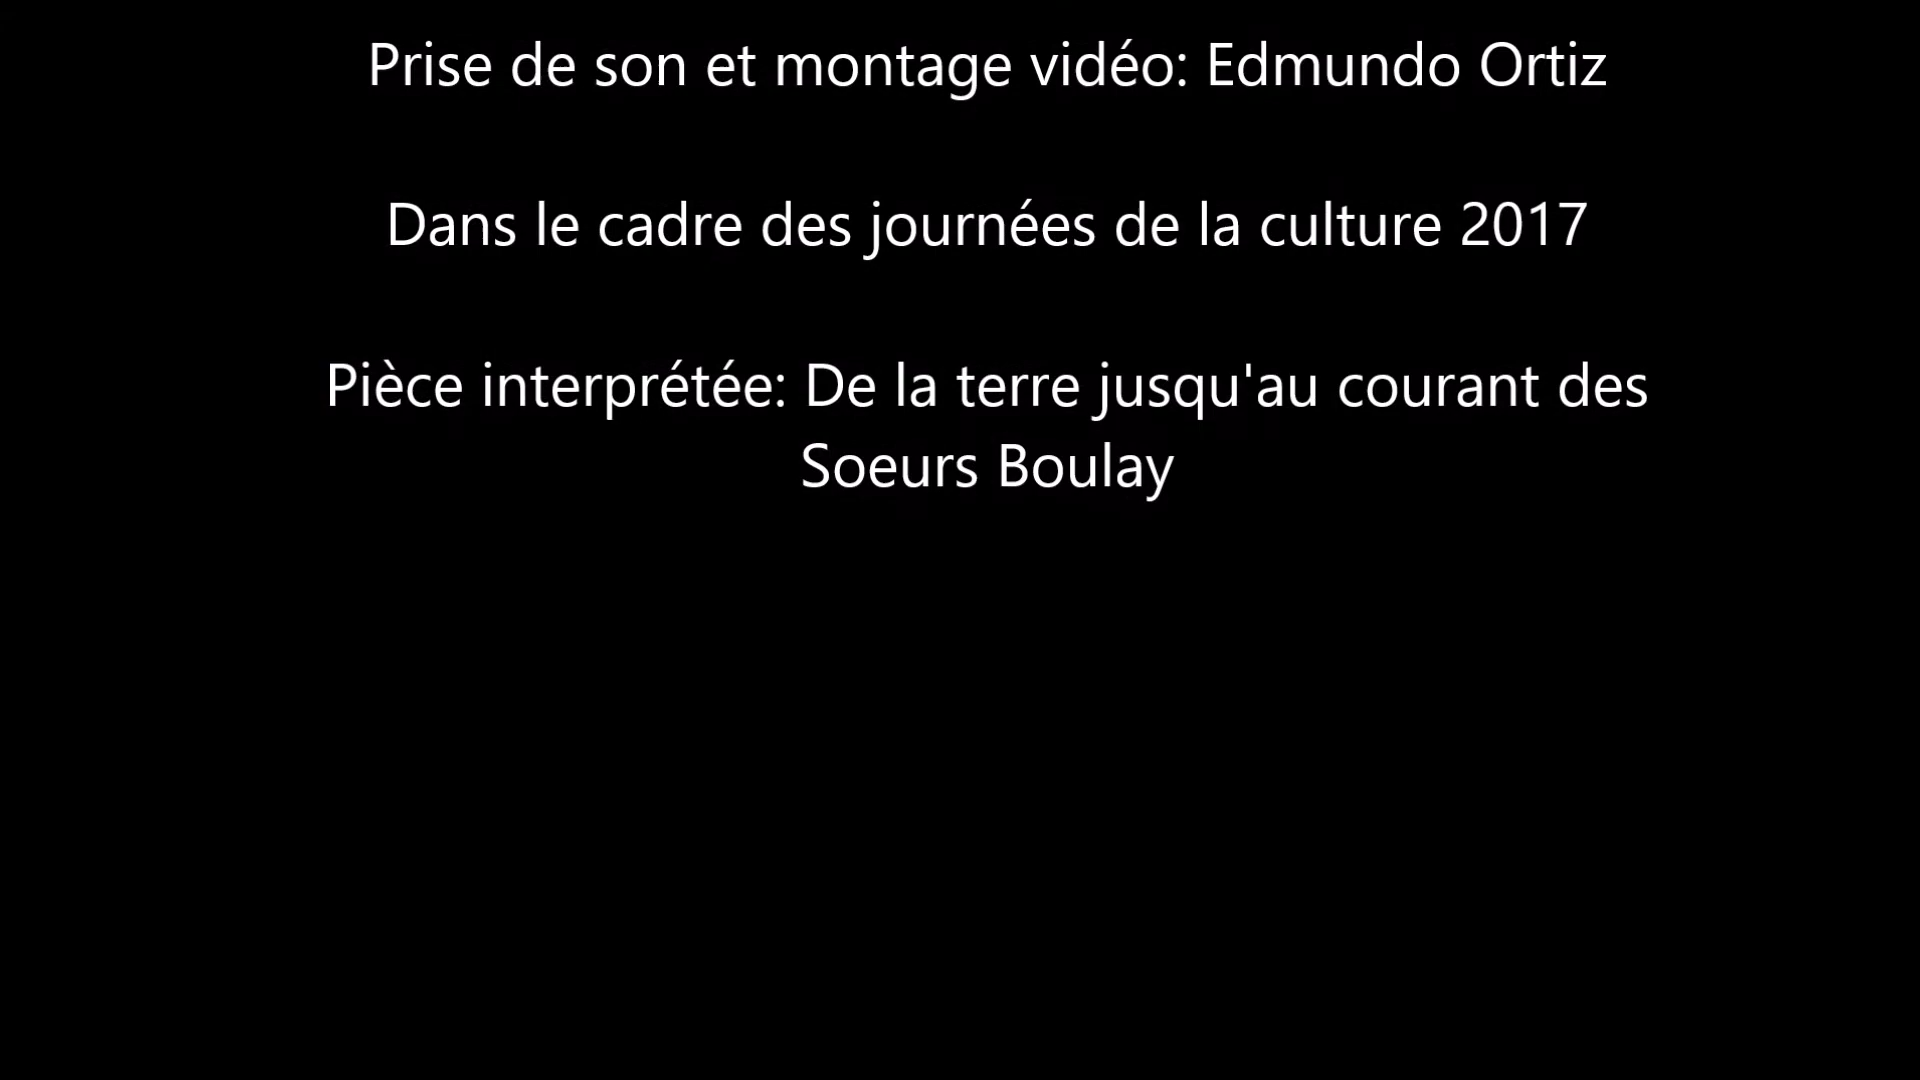 Prise de son et montage vidéo: Edmundo Ortiz
Dans le cadre des journées de la culture 2017
Pièce interprétée: De la terre jusqu'au courant des
Soeurs Boulay